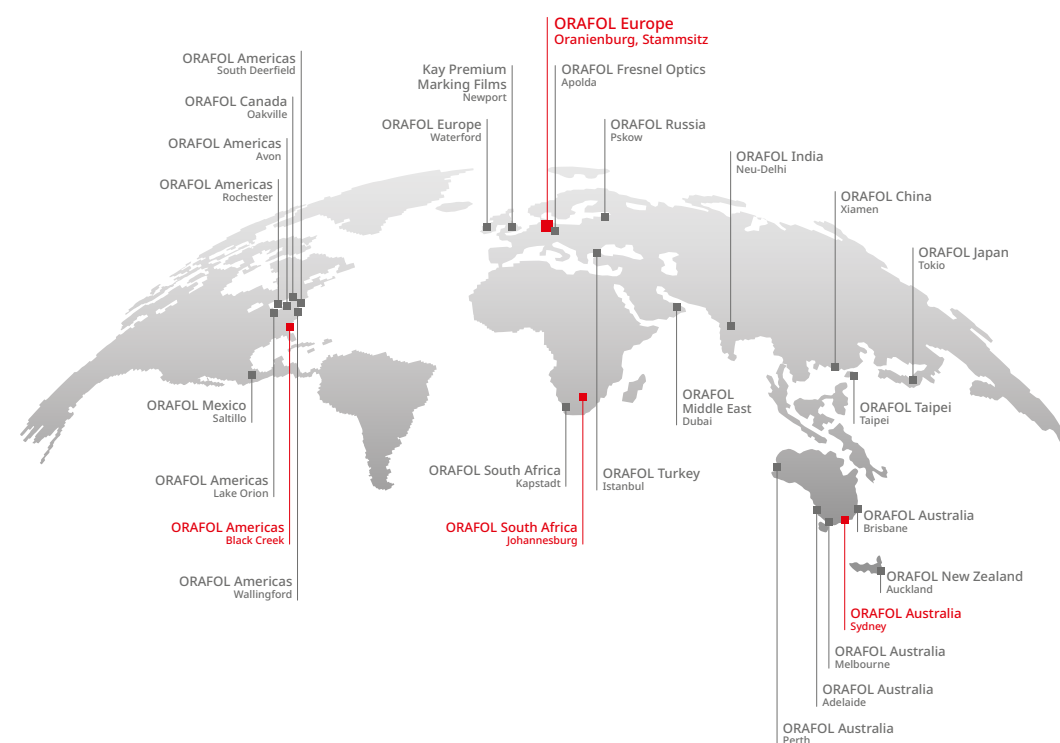 ORAFOL Europe
Oranienburg, Stammsitz
ORAFOL Americas
South Deerfield
Kay Premium
Marking Films
Newport
ORAFOL Fresnel Optics
Apolda
ORAFOL Canada
Oakville
ORAFOL Europe
Waterford
ORAFOL Russia
Pskow
ORAFOL Americas
Avon
ORAFOL India
Neu-Delhi
ORAFOL Americas
Rochester
ORAFOL China
Xiamen
ORAFOL Japan
Tokio
ORAFOL Mexico
Saltillo
ORAFOL
Middle East
Dubai
ORAFOL Taipei
Taipei
ORAFOL Americas
Lake Orion
ORAFOL South Africa
Kapstadt
ORAFOL Turkey
Istanbul
ORAFOL Americas
Black Creek
ORAFOL South Africa
Johannesburg
ORAFOL Australia
Brisbane
ORAFOL Americas
Wallingford
ORAFOL New Zealand
Auckland
ORAFOL Australia
Sydney
ORAFOL Australia
Melbourne
ORAFOL Australia
Adelaide
ORAFOL Australia
Perth